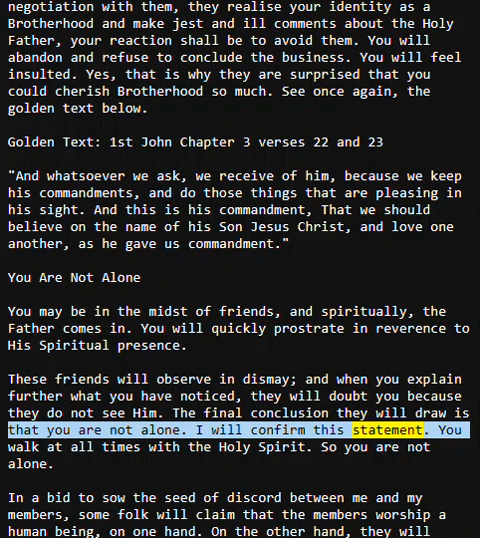 negotiation with them, they realise your identity as a
Brotherhood and make jest and ill comments about the Holy
Father, your reaction shall be to avoid them. You will
abandon and refuse to conclude the business. You will feel
insulted. Yes, that is why they are surprised that you
could cherish Brotherhood so much. See once again, the
golden text below.
Golden Text: 1st John Chapter 3 verses 22 and 23
"And whatsoever we ask, we receive of him, because we keep
his commandments, and do those things that are pleasing in
his sight. And this is his commandment, That we should
believe on the name of his Son Jesus Christ, and love one
another, as he gave us commandment."
You Are Not Alone
You may be in the midst of friends, and spiritually, the
Father comes in. You will quickly prostrate in reverence to
His Spiritual presence.
These friends will observe in dismay; and when you explain
further what you have noticed, they will doubt you because
they do not see Him. The final conclusion they will draw is
that you are not alone. I will confirm this statement. You
walk at all times with the Holy Spirit. So you are not
alone.
In a bid to sow the seed of discord between me and my
members, some folk will claim that the members worship a
human being, on one hand. On the other hand, they will